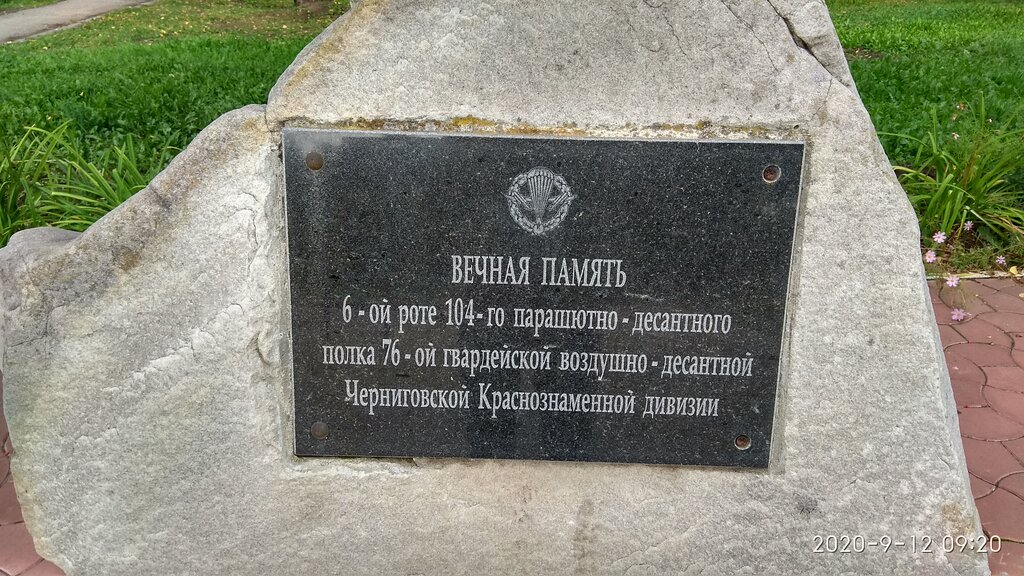 ВЕЧНАЯ ПАМЯТЬ
6 - ой роте 104 - го парашютно - десантного
полка 76 - ой гвардейской воздушно - десантной
Черниговской Краснознаменной дивизии
2020-9-12 09:20